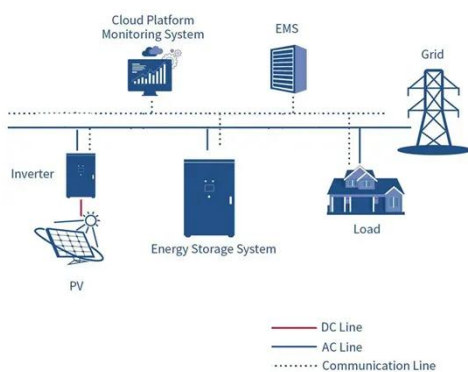 Cloud Platform
Monitoring System
EMS
Grid
Inverter
Energy Storage System
Load
PV
DC Line
AC Line
Communication Line